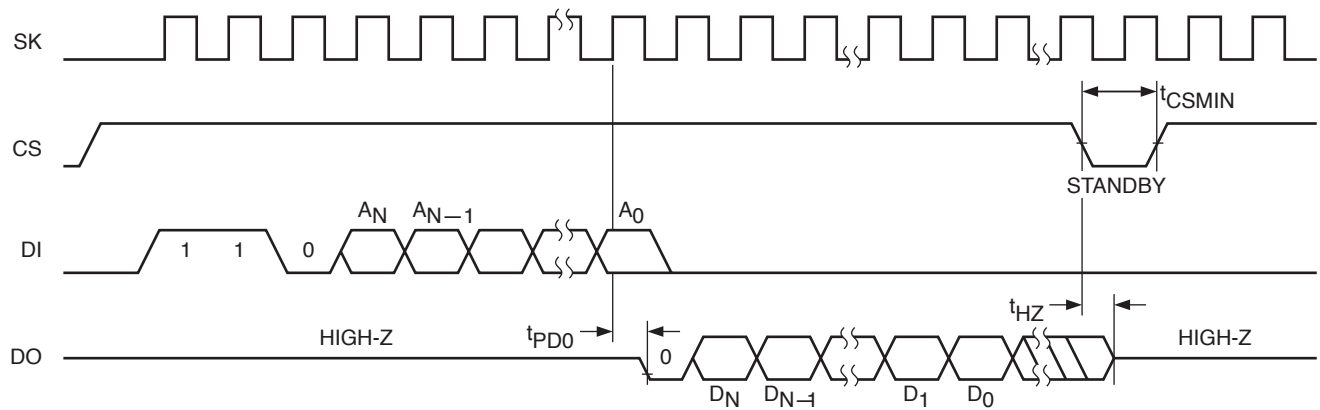 SK
tCSMIN
CS
STANDBY
AN AN–1 A0
DI 1 1 0
tHZ
HIGH-Z tPD0 HIGH-Z
DO 0
DN DN–1 D1 D0